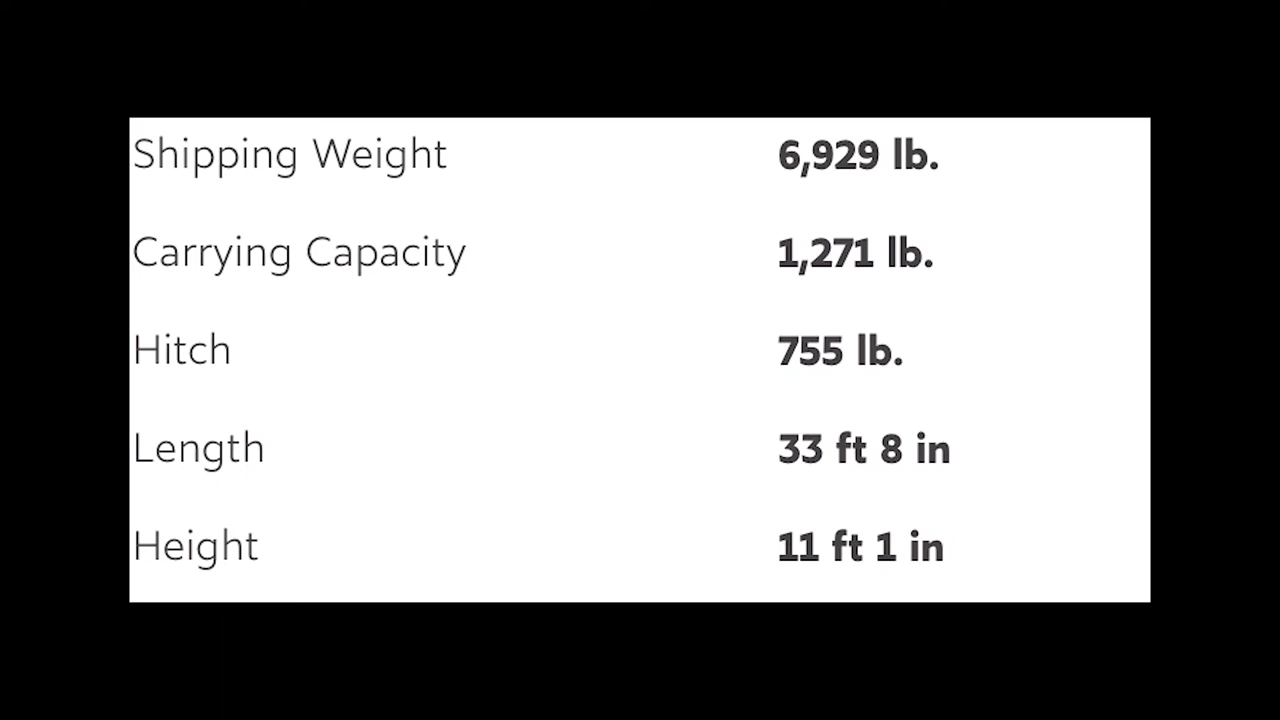 Shipping Weight 6,929 lb.
Carrying Capacity 1,271 lb.
Hitch 755 lb.
Length 33 ft 8 in
Height 11 ft 1 in